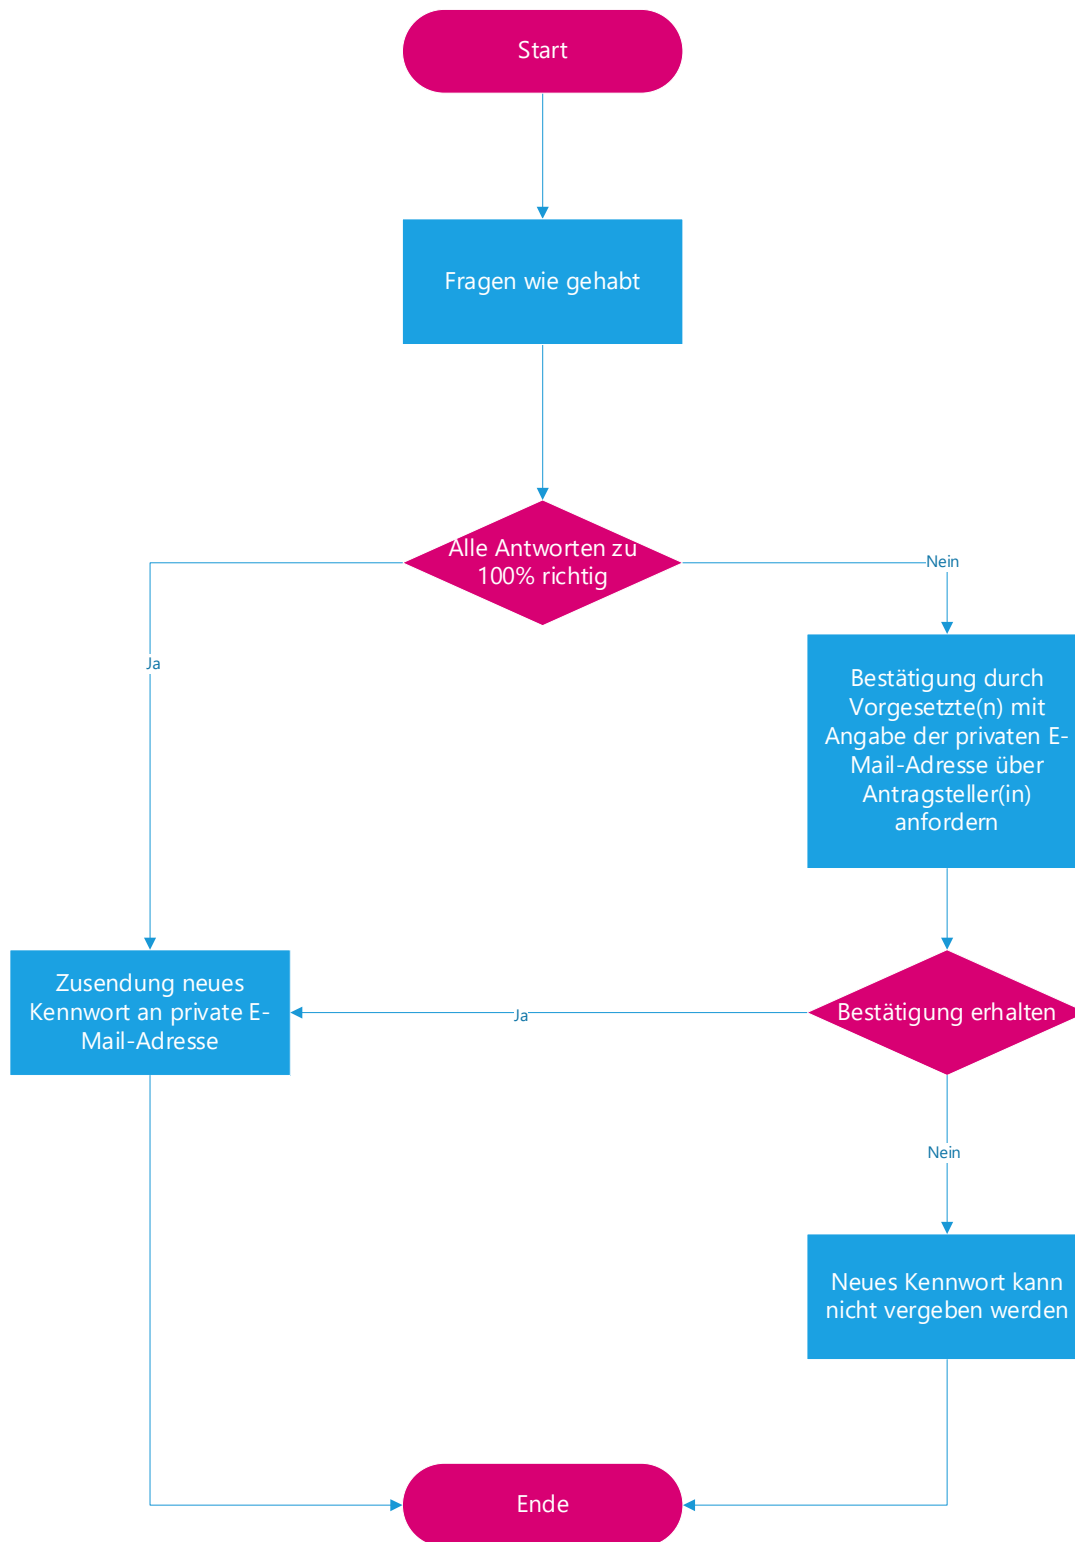 Start
Fragen wie gehabt
Alle Antworten zu
100% richtig
Nein
Ja
Bestätigung durch
Vorgesetzte(n) mit
Angabe der privaten E-
Mail-Adresse über
Antragsteller(in)
anfordern
Zusendung neues
Kennwort an private E-
Mail-Adresse
Ja
Bestätigung erhalten
Nein
Neues Kennwort kann
nicht vergeben werden
Ende